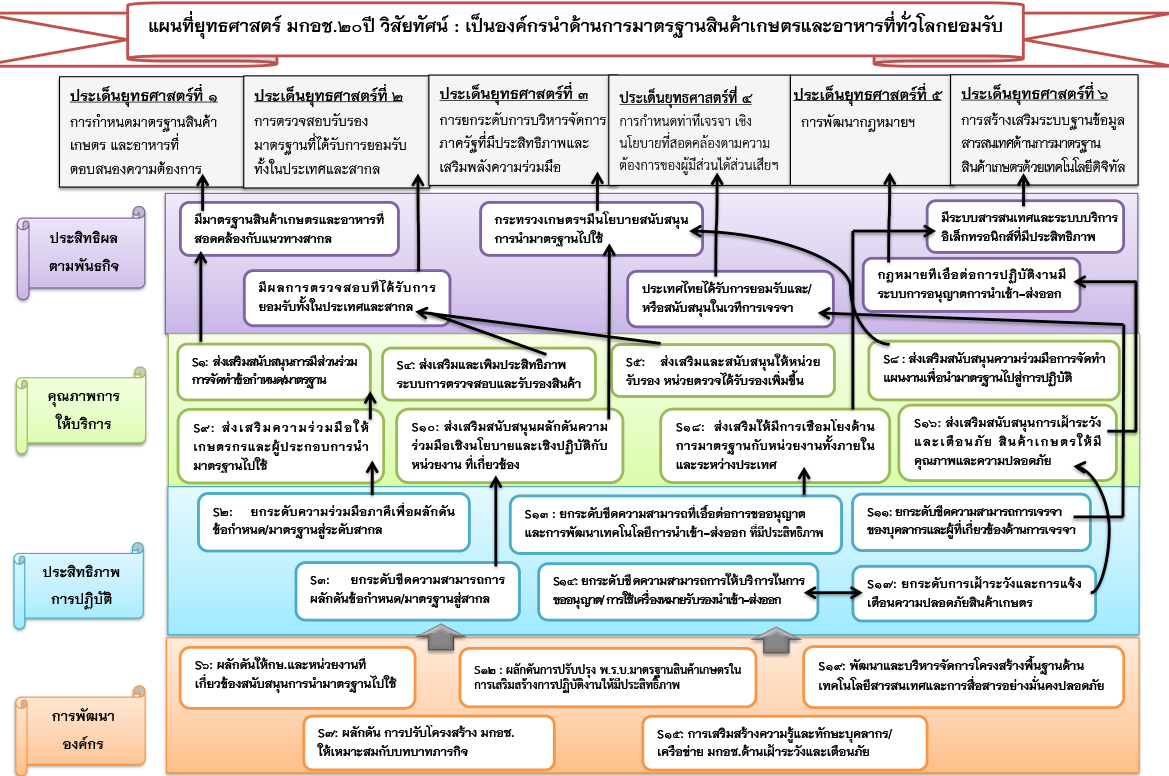 แผนที่ยุทธศาสตร์ มกอช.๒๐ปี วิสัยทัศน์ : เป็นองค์กรนำด้านการมาตรฐานสินค้าเกษตรและอาหารที่ทั่วโลกยอมรับ
ประเด็นยุทธศาสตร์ที่ ๑
การกำหนดมาตรฐานสินค้า
เกษตร และอาหารที่
ตอบสนองความต้องการ
ประเด็นยุทธศาสตร์ที่ ๒
การตรวจสอบรับรอง
มาตรฐานที่ได้รับการยอมรับ
ทั้งในประเทศและสากล
ประเด็นยุทธศาสตร์ที่ ๓
การยกระดับการบริหารจัดการ
ภาครัฐที่มีประสิทธิภาพและ
เสริมพลังความร่วมมือ
ประเด็นยุทธศาสตร์ที่ ๔
การกำหนดท่าทีเจรจา เชิง
นโยบายที่สอดคล้องตามความ
ต้องการของผู้มีส่วนได้ส่วนเสียฯ
ประเด็นยุทธศาสตร์ที่ ๕
การพัฒนากฎหมายฯ
ประเด็นยุทธศาสตร์ที่ ๖
การสร้างเสริมระบบฐานข้อมูล
สารสนเทศด้านการมาตรฐาน
สินค้าเกษตรด้วยเทคโนโลยีดิจิทัล
ประสิทธิผล
ตามพันธกิจ
มีมาตรฐานสินค้าเกษตรและอาหารที่
สอดคล้องกับแนวทางสากล
กระทรวงเกษตรฯมีนโยบายสนับสนุน
การนำมาตรฐานไปใช้
มีระบบสารสนเทศและระบบบริการ
อิเล็กทรอนิกส์ที่มีประสิทธิภาพ
มีผลการตรวจสอบที่ได้รับการ
ยอมรับทั้งในประเทศและสากล
ประเทศไทยได้รับการยอมรับและ/
หรือสนับสนุนในเวทีการเจรจา
กฎหมายที่เอื้อต่อการปฏิบัติงานมี
ระบบการอนุญาตการนำเข้า-ส่งออก
คุณภาพการ
ให้บริการ
S๑: ส่งเสริมสนับสนุนการมีส่วนร่วม
การจัดทำข้อกำหนด/มาตรฐาน
S๔: ส่งเสริมและเพิ่มประสิทธิภาพ
ระบบการตรวจสอบและรับรองสินค้า
S๕: ส่งเสริมและสนับสนุนให้หน่วย
รับรอง หน่วยตรวจได้รับรองเพิ่มขึ้น
S๘ : ส่งเสริมสนับสนุนความร่วมมือการจัดทำ
แผนงานเพื่อนำมาตรฐานไปสู่การปฏิบัติ
S๙: ส่งเสริมความร่วมมือให้
เกษตรกรและผู้ประกอบการนำ
มาตรฐานไปใช้
S๑๐: ส่งเสริมสนับสนุนผลักดันความ
ร่วมมือเชิงนโยบายและเชิงปฏิบัติกับ
หน่วยงาน ที่เกี่ยวข้อง
S๑๘: ส่งเสริมให้มีการเชื่อมโยงด้าน
การมาตรฐานกับหน่วยงานทั้งภายใน
และระหว่างประเทศ
S๑๖: ส่งเสริมสนับสนุนการเฝ้าระวัง
และเตือนภัย สินค้าเกษตรให้มี
คุณภาพและความปลอดภัย
ประสิทธิภาพ
การปฏิบัติ
S๒: ยกระดับความร่วมมือภาคีเพื่อผลักดัน
ข้อกำหนด/มาตรฐานสู่ระดับสากล
S๑๓ : ยกระดับขีดความสามารถที่เอื้อต่อการขออนุญาต
และการพัฒนาเทคโนโลยีการนำเข้า-ส่งออก ที่มีประสิทธิภาพ
S๑๑: ยกระดับขีดความสามารถการเจรจา
ของบุคลากรและผู้ที่เกี่ยวข้องด้านการเจรจา
S๓: ยกระดับขีดความสามารถการ
ผลักดันข้อกำหนด/มาตรฐานสู่สากล
S๑๔: ยกระดับขีดความสามารถการให้บริการในการ
ขออนุญาต/ การใช้เครื่องหมายรับรองนำเข้า-ส่งออก
S๑๗: ยกระดับการเฝ้าระวังและการแจ้ง
เตือนความปลอดภัยสินค้าเกษตร
การพัฒนา
องค์กร
S๖: ผลักดันให้กษ.และหน่วยงานที่
เกี่ยวข้องสนับสนุนการนำมาตรฐานไปใช้
S๑๒ : ผลักดันการปรับปรุง พ.ร.บ.มาตรฐานสินค้าเกษตรใน
การเสริมสร้างการปฏิบัติงานให้มีประสิทธิภาพ
S๑๙: พัฒนาและบริหารจัดการโครงสร้างพื้นฐานด้าน
เทคโนโลยีสารสนเทศและการสื่อสารอย่างมั่นคงปลอดภัย
S๗: ผลักดัน การปรับโครงสร้าง มกอช.
ให้เหมาะสมกับบทบาทภารกิจ
S๑๕: การเสริมสร้างความรู้และทักษะบุคลากร/
เครือข่าย มกอช.ด้านเฝ้าระวังและเตือนภัย